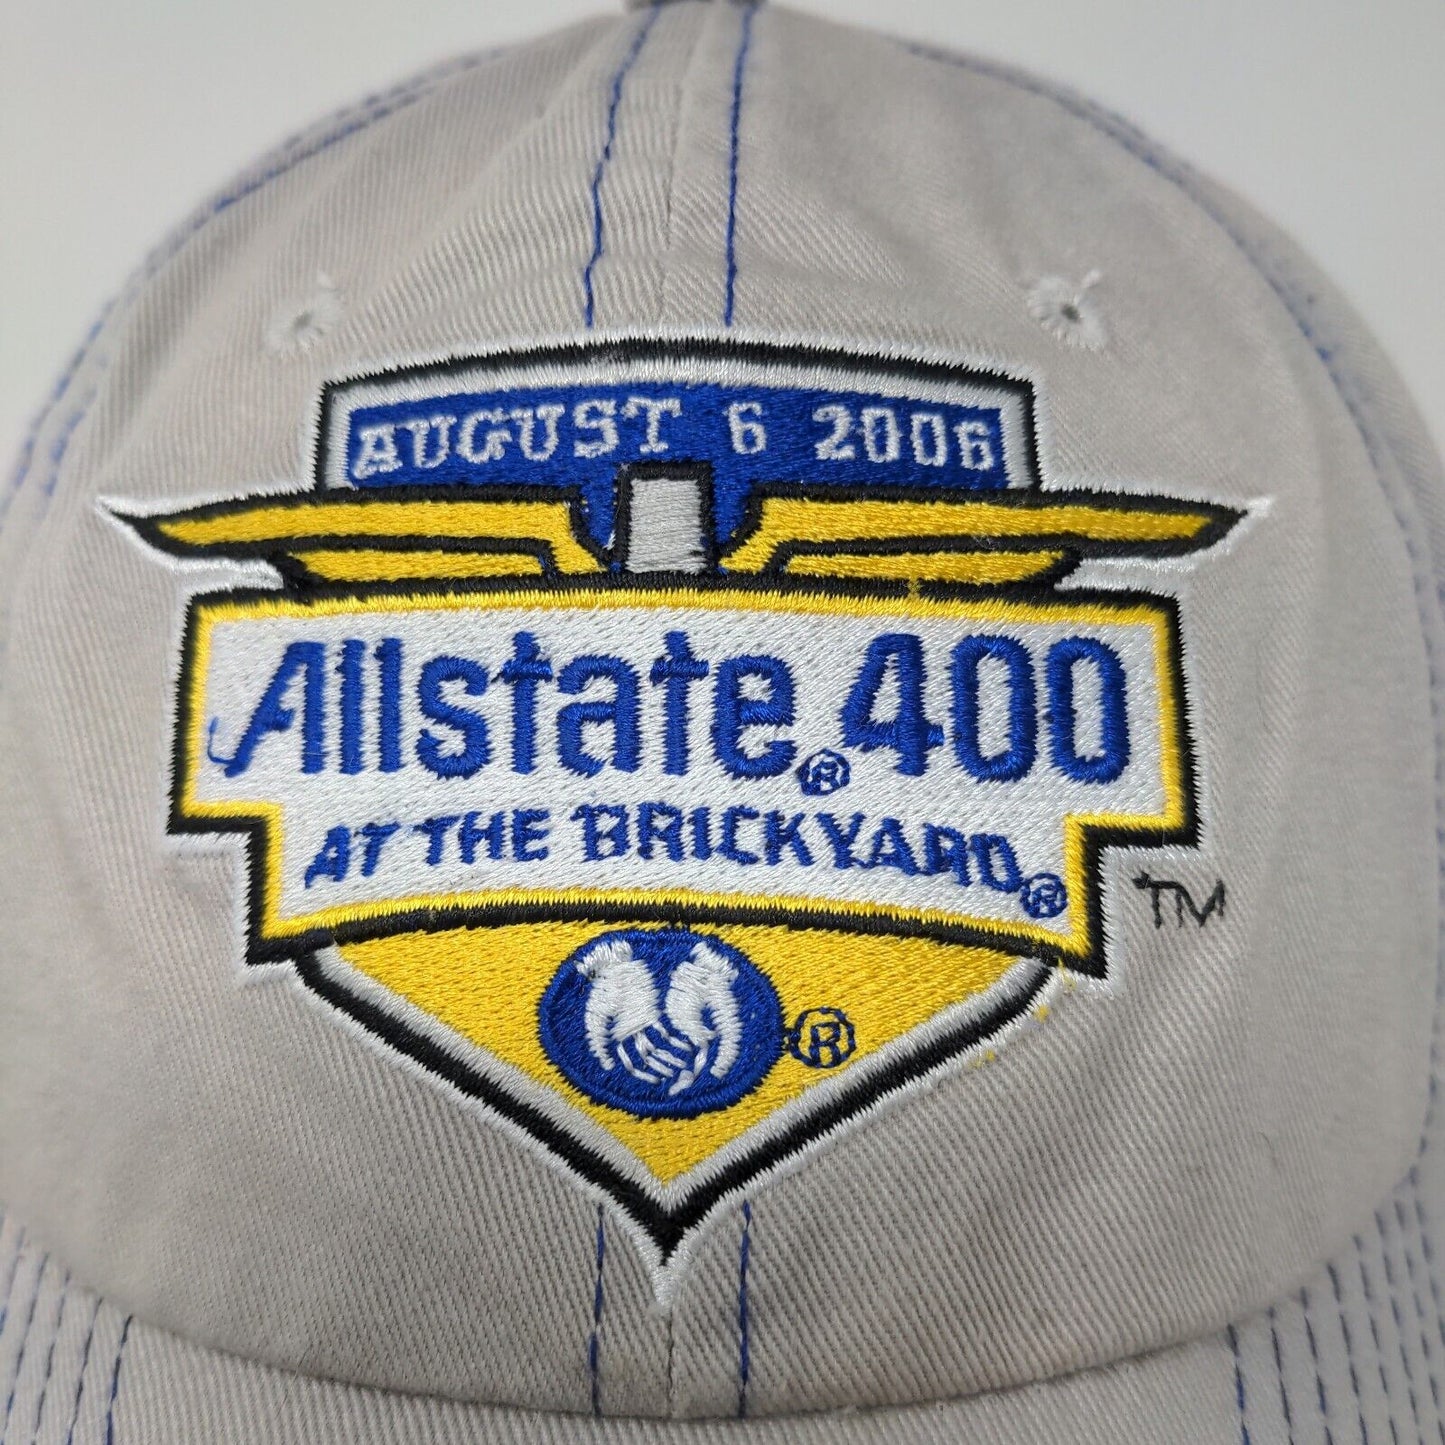 AUGUST 6 2006
Allstate® 400
AT THE BRICKYARD®
TM
®